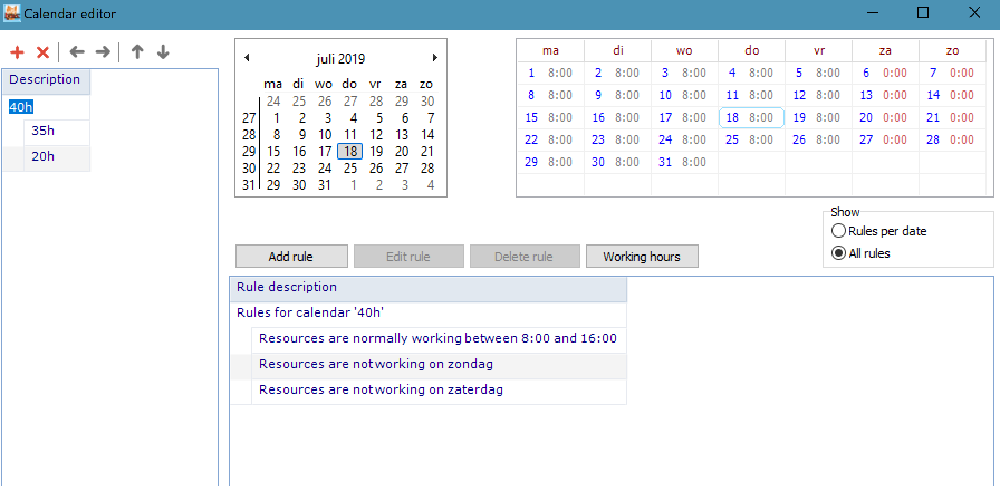 Calendar editor
Description
40h
35h
20h
juli 2019
ma di wo do vr za zo
24 25 26 27 28 29 30
27 1 2 3 4 5 6 7
28 8 9 10 11 12 13 14
29 15 16 17 18 19 20 21
30 22 23 24 25 26 27 28
31 29 30 31 1 2 3 4
ma di wo do vr za zo
1 8:00 2 8:00 3 8:00 4 8:00 5 8:00 6 0:00 7 0:00
8 8:00 9 8:00 10 8:00 11 8:00 12 8:00 13 0:00 14 0:00
15 8:00 16 8:00 17 8:00 18 8:00 19 8:00 20 0:00 21 0:00
22 8:00 23 8:00 24 8:00 25 8:00 26 8:00 27 0:00 28 0:00
29 8:00 30 8:00 31 8:00
Show
Rules per date
All rules
Add rule Edit rule Delete rule Working hours
Rule description
Rules for calendar '40h'
Resources are normally working between 8:00 and 16:00
Resources are not working on zondag
Resources are not working on zaterdag